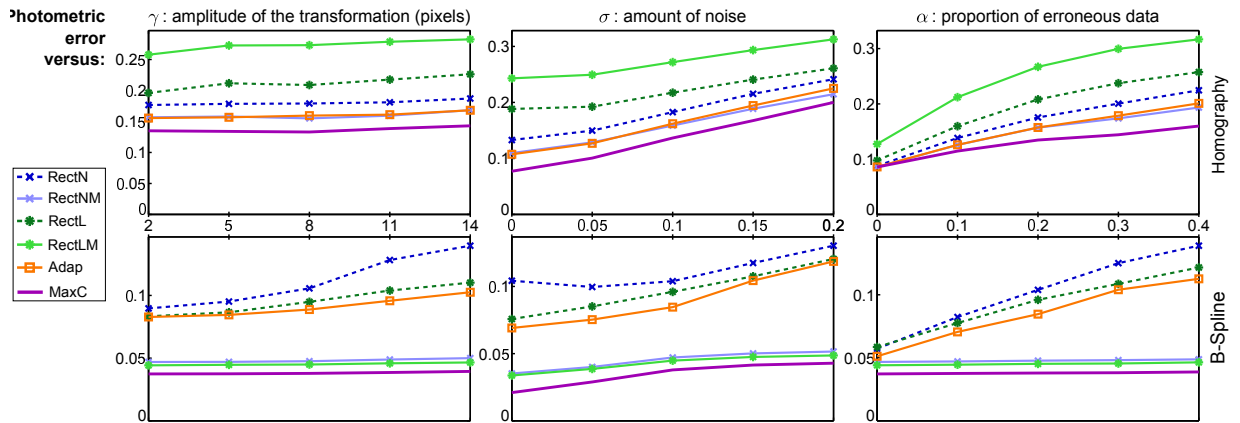 Photometric
error
versus:
γ : amplitude of the transformation (pixels)
σ : amount of noise
α : proportion of erroneous data
0.25
0.2
0.15
0.1
0.05
0
0.3
0.2
0.1
0
0.3
0.2
0.1
0
Homography
RectN
RectNM
RectL
RectLM
Adap
MaxC
2 5 8 11 14
0 0.05 0.1 0.15 0.2
0 0.1 0.2 0.3 0.4
0.1
0.05
0
0.1
0.05
0
0.1
0.05
0
B-Spline